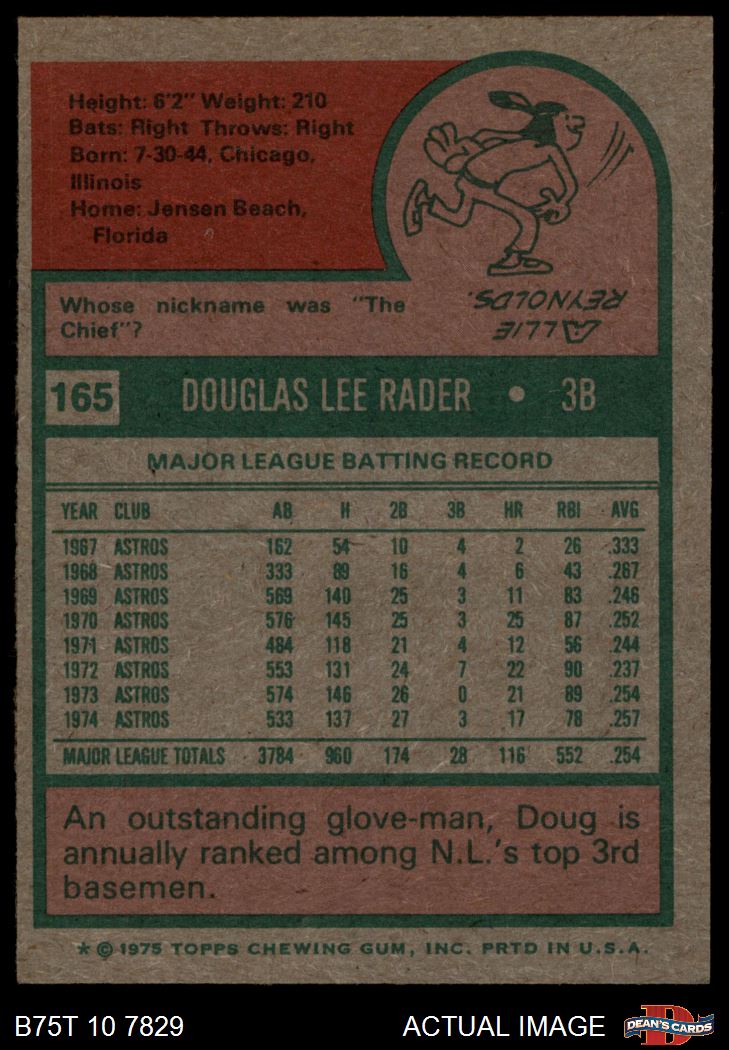 Height: 6'2" Weight: 210
Bats: Right Throws: Right
Born: 7-30-44, Chicago,
Illinois
Home: Jensen Beach,
Florida
Whose nickname was "The
Chief"?
ALLIE
REYNOLDS.
165 DOUGLAS LEE RADER • 3B
MAJOR LEAGUE BATTING RECORD
YEAR CLUB AB H 2B 3B HR RBI AVG
1967 ASTROS 162 54 10 4 2 26 .333
1968 ASTROS 333 89 16 4 6 43 .267
1969 ASTROS 569 140 25 3 11 83 .246
1970 ASTROS 576 145 25 3 25 87 .252
1971 ASTROS 484 118 21 4 12 56 .244
1972 ASTROS 553 131 24 7 22 90 .237
1973 ASTROS 574 146 26 0 21 89 .254
1974 ASTROS 533 137 27 3 17 78 .257
MAJOR LEAGUE TOTALS 3784 960 174 28 116 552 .254
An outstanding glove-man, Doug is
annually ranked among N.L.'s top 3rd
basemen.
* © 1975 TOPPS CHEWING GUM, INC. PRTD IN U.S.A.
B75T 10 7829 ACTUAL IMAGE
D
DEAN'S CARDS